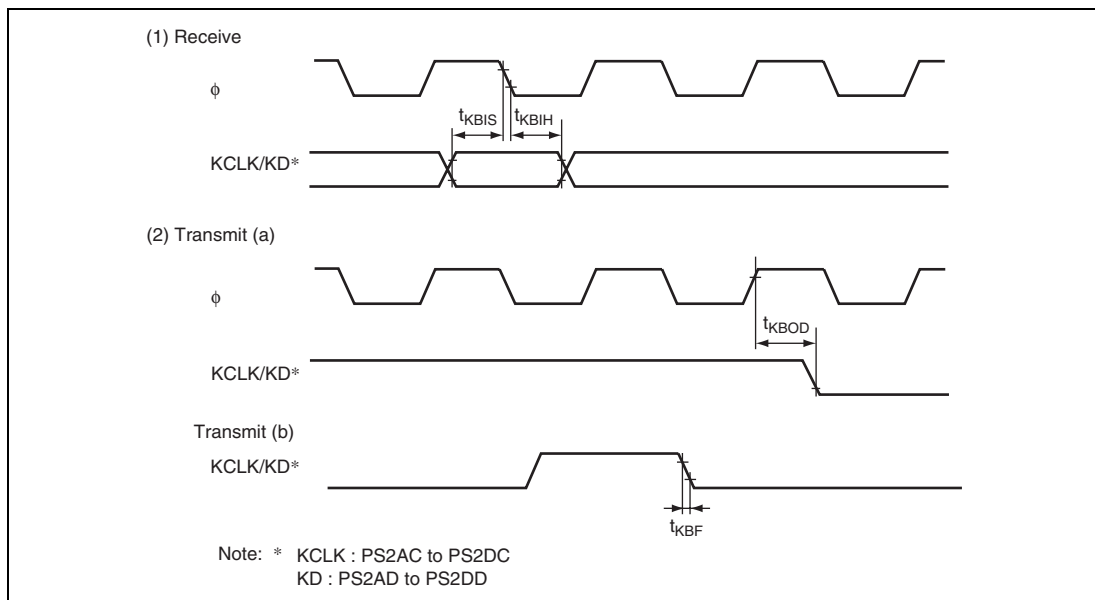 (1) Receive
ϕ
tKBIS
tKBIH
KCLK/KD*
(2) Transmit (a)
ϕ
tKBOD
KCLK/KD*
Transmit (b)
KCLK/KD*
tKBF
Note: * KCLK : PS2AC to PS2DC
KD : PS2AD to PS2DD